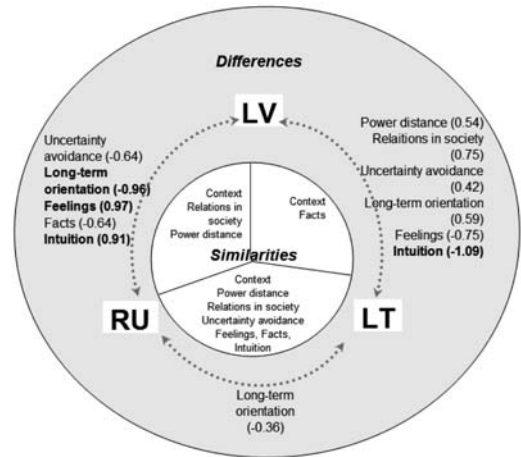 Differences
LV
Uncertainty
avoidance (-0.64)
Long-term
orientation (-0.96)
Feelings (0.97)
Facts (-0.64)
Intuition (0.91)
Power distance (0.54)
Relaitions in society
(0.75)
Uncertainty avoidance
(0.42)
Long-term orientation
(0.59)
Feelings (-0.75)
Intuition (-1.09)
Context
Relations in
society
Power distance
Context
Facts
Similarities
Context
Power distance
Relations in society
Uncertainty avoidance
Feelings, Facts,
Intuition
RU
LT
Long-term
orientation
(-0.36)